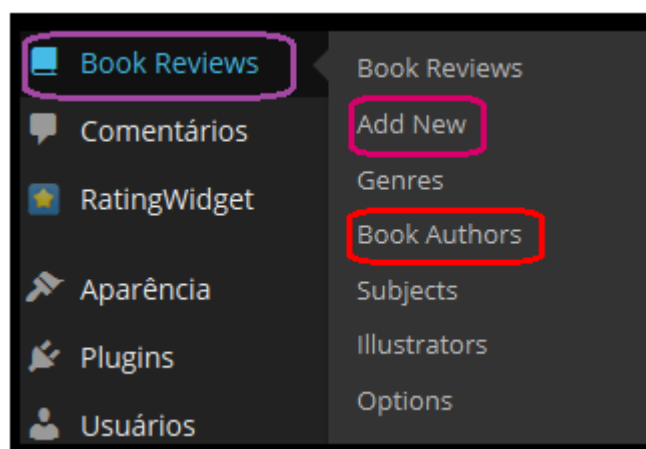 Book Reviews
Comentários
RatingWidget
Aparência
Plugins
Usuários
Book Reviews
Add New
Genres
Book Authors
Subjects
Illustrators
Options